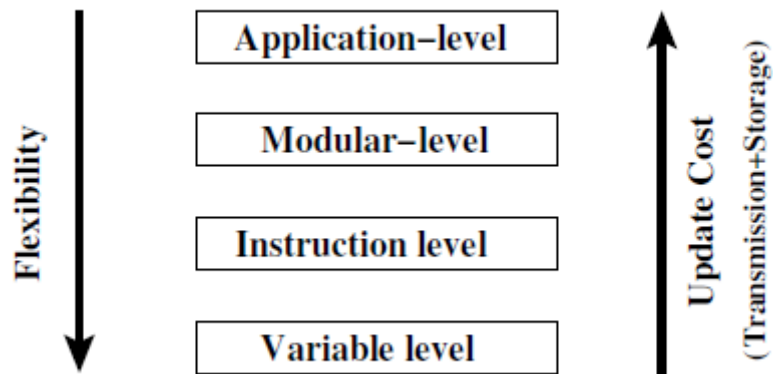 Application–level
Modular–level
Instruction level
Variable level
Flexibility
Update Cost
(Transmission+Storage)